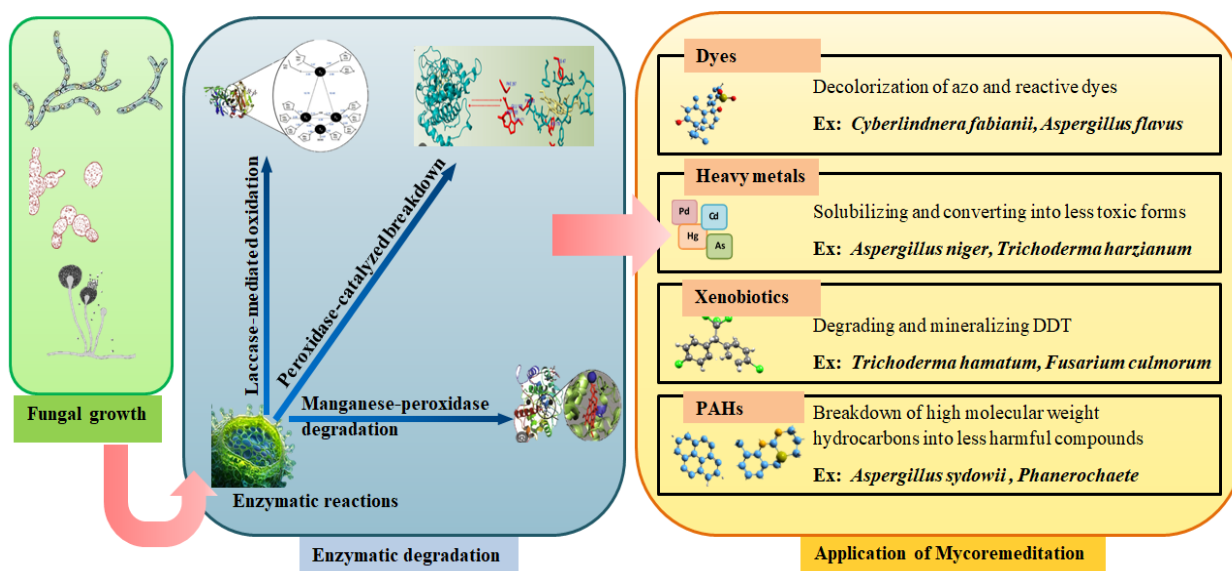 Fungal growth
Laccase-mediated oxidation
Peroxidase-catalyzed breakdown
Manganese-peroxidase
degradation
Enzymatic reactions
Enzymatic degradation
Dyes
Decolorization of azo and reactive dyes
Ex: Cyberlindnera fabianii, Aspergillus flavus
Heavy metals
Pd
Cd
Hg
As
Solubilizing and converting into less toxic forms
Ex: Aspergillus niger, Trichoderma harzianum
Xenobiotics
Degrading and mineralizing DDT
Ex: Trichoderma hamatum, Fusarium culmorum
PAHs
Breakdown of high molecular weight
hydrocarbons into less harmful compounds
Ex: Aspergillus sydowii , Phanerochaete
Application of Mycoremeditation